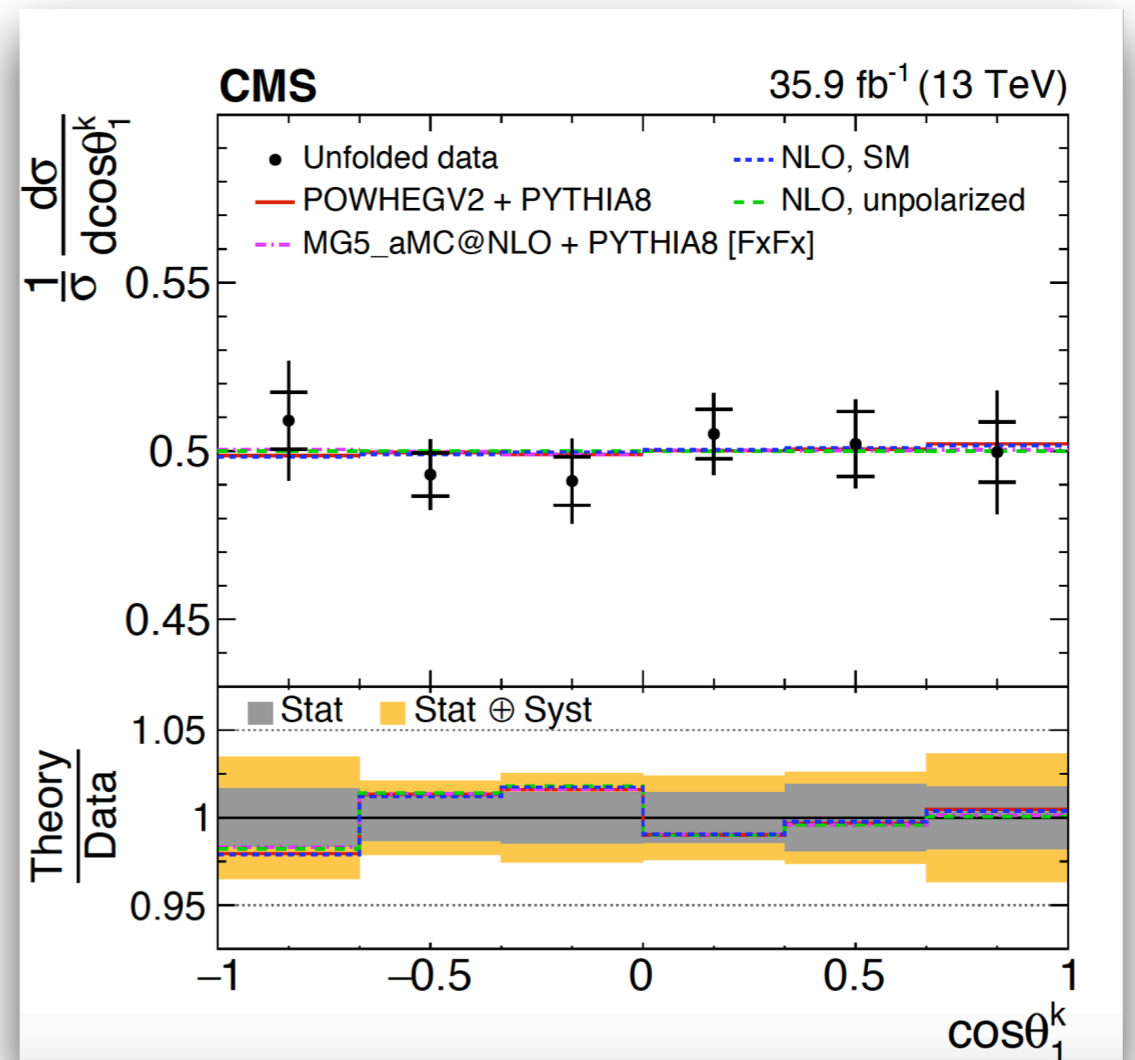 CMS 35.9 fb⁻¹ (13 TeV)
1/σ dσ/dcosθ₁ᵏ
Unfolded data
NLO, SM
POWHEGV2 + PYTHIA8
NLO, unpolarized
MG5_aMC@NLO + PYTHIA8 [FxFx]
0.55
0.5
0.45
Stat Stat ⊕ Syst
Theory/Data
1.05
1
0.95
−1 −0.5 0 0.5 1
cosθ₁ᵏ